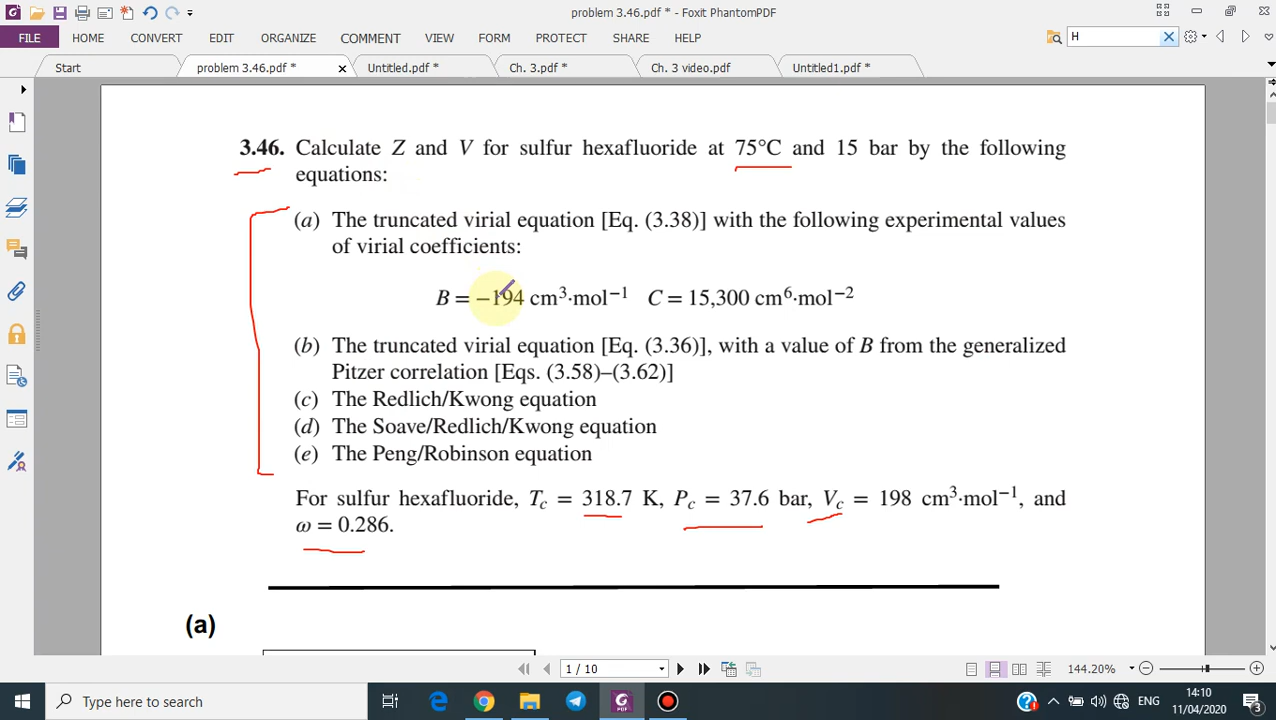 problem 3.46.pdf * - Foxit PhantomPDF
FILE HOME CONVERT EDIT ORGANIZE COMMENT VIEW FORM PROTECT SHARE HELP H
Start problem 3.46.pdf * Untitled.pdf * Ch. 3.pdf * Ch. 3 video.pdf Untitled1.pdf *
3.46. Calculate Z and V for sulfur hexafluoride at 75°C and 15 bar by the following
equations:
(a) The truncated virial equation [Eq. (3.38)] with the following experimental values
of virial coefficients:
B = −194 cm³·mol⁻¹ C = 15,300 cm⁶·mol⁻²
(b) The truncated virial equation [Eq. (3.36)], with a value of B from the generalized
Pitzer correlation [Eqs. (3.58)–(3.62)]
(c) The Redlich/Kwong equation
(d) The Soave/Redlich/Kwong equation
(e) The Peng/Robinson equation
For sulfur hexafluoride, Tc = 318.7 K, Pc = 37.6 bar, Vc = 198 cm³·mol⁻¹, and
ω = 0.286.
(a)
1 / 10 144.20%
Type here to search
ENG
14:10
11/04/2020
3